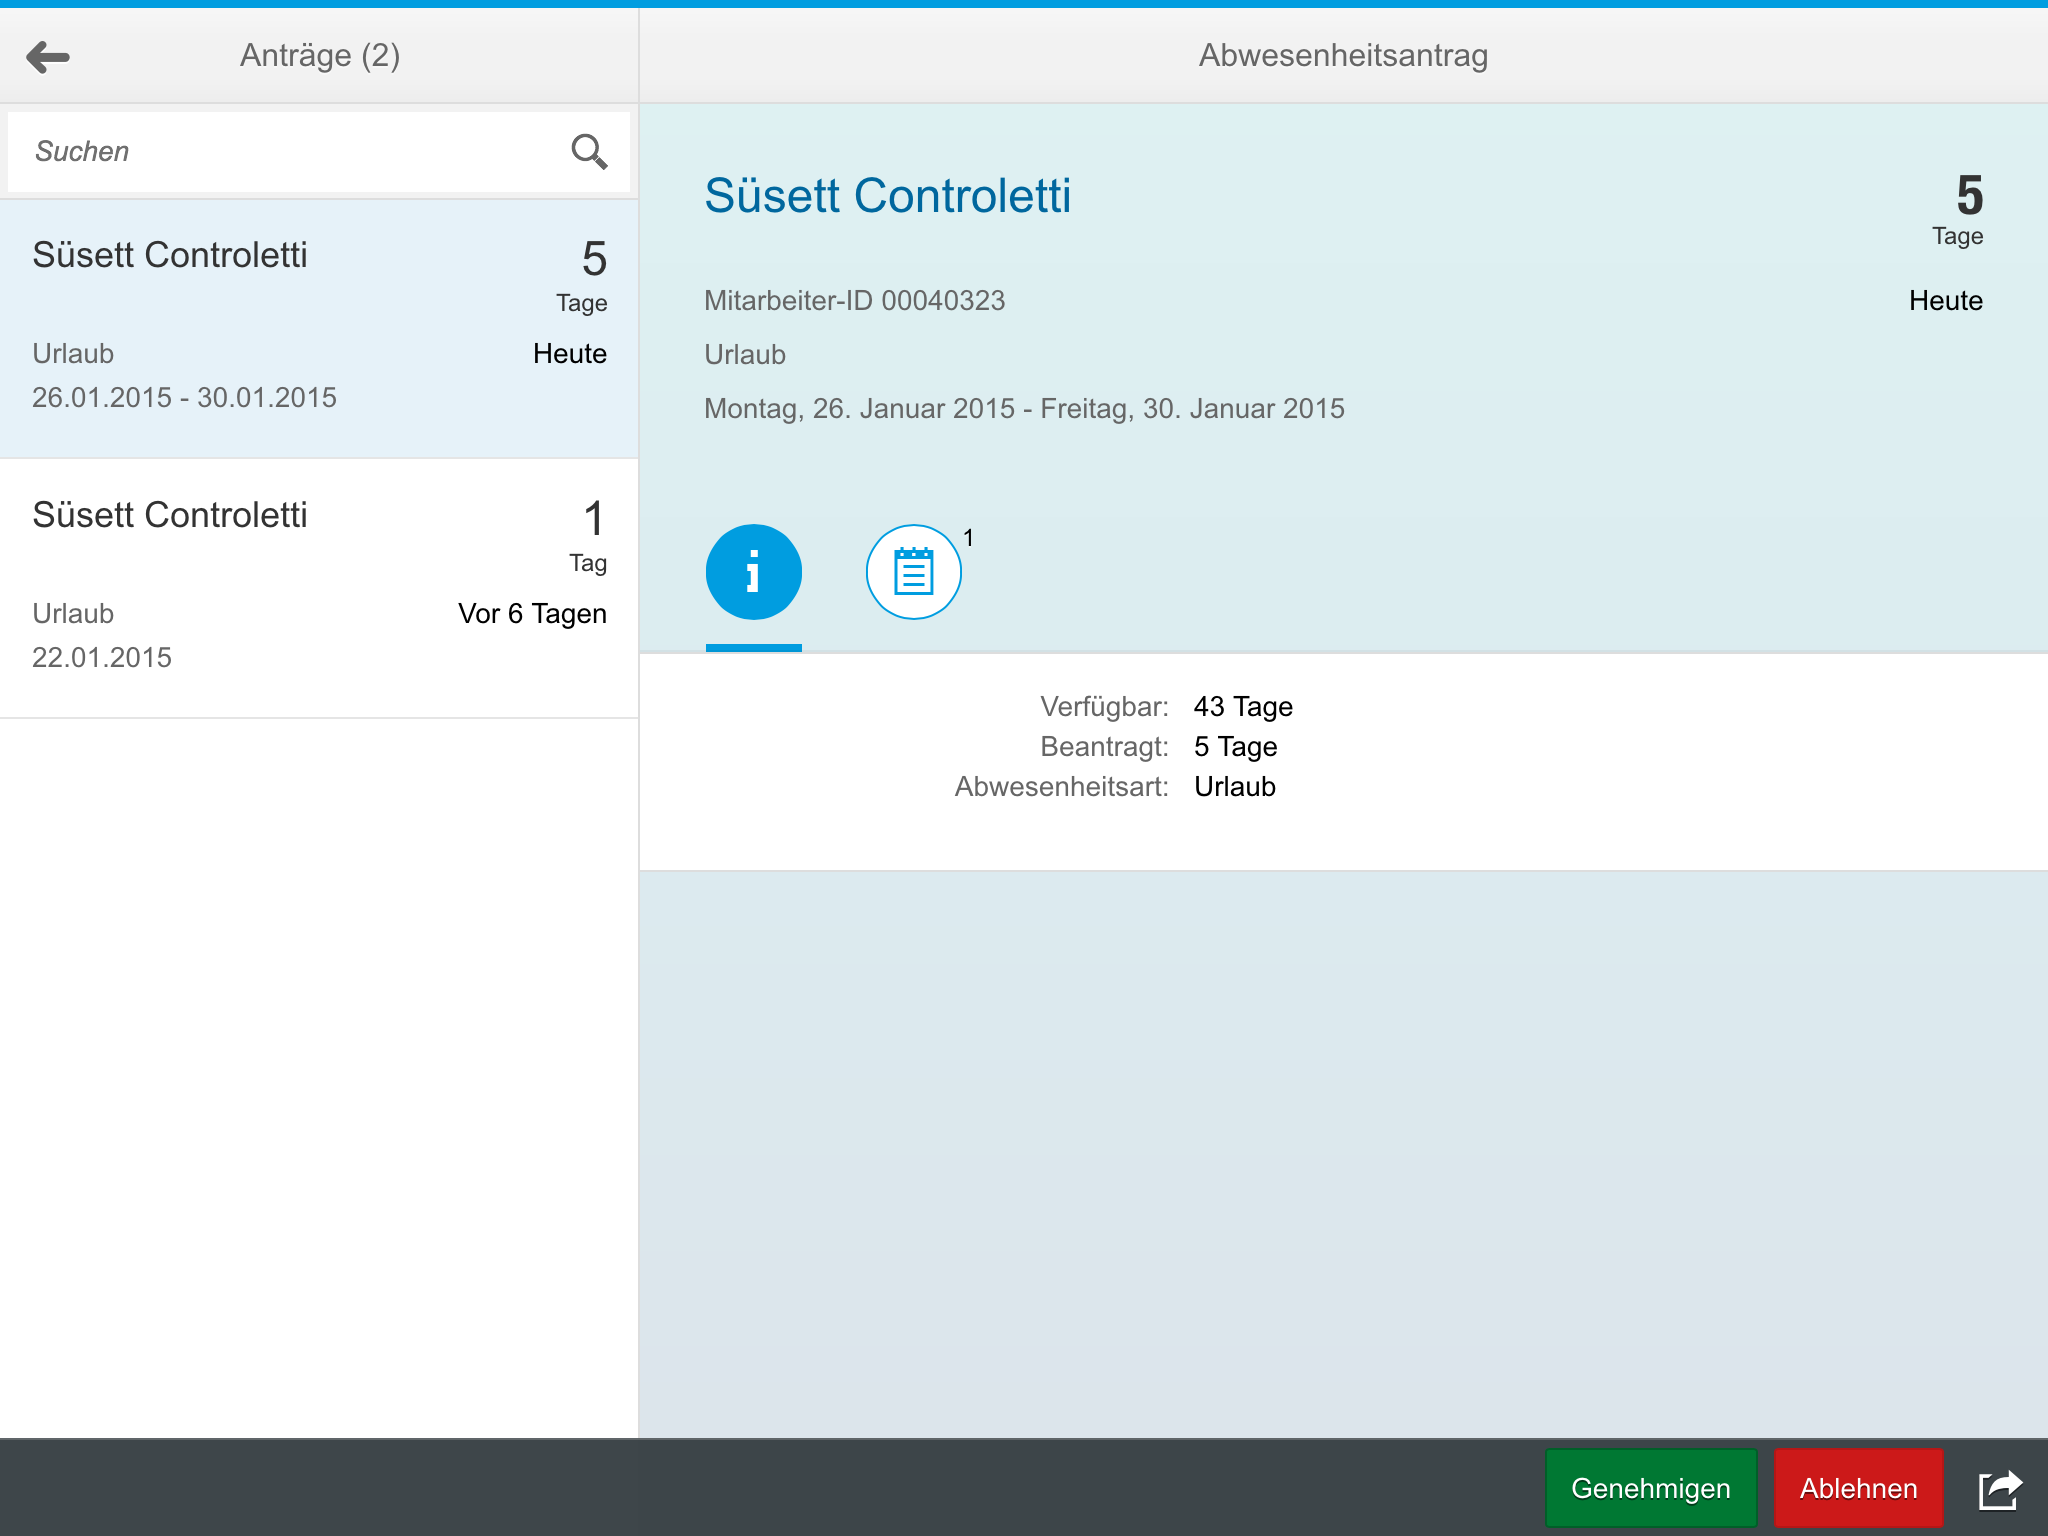 Anträge (2)
Abwesenheitsantrag
Suchen
Süsett Controletti
5
Tage
Urlaub
Heute
26.01.2015 - 30.01.2015
Süsett Controletti
1
Tag
Urlaub
Vor 6 Tagen
22.01.2015
Süsett Controletti
5
Tage
Mitarbeiter-ID 00040323
Heute
Urlaub
Montag, 26. Januar 2015 - Freitag, 30. Januar 2015
1
Verfügbar: 43 Tage
Beantragt: 5 Tage
Abwesenheitsart: Urlaub
Genehmigen
Ablehnen